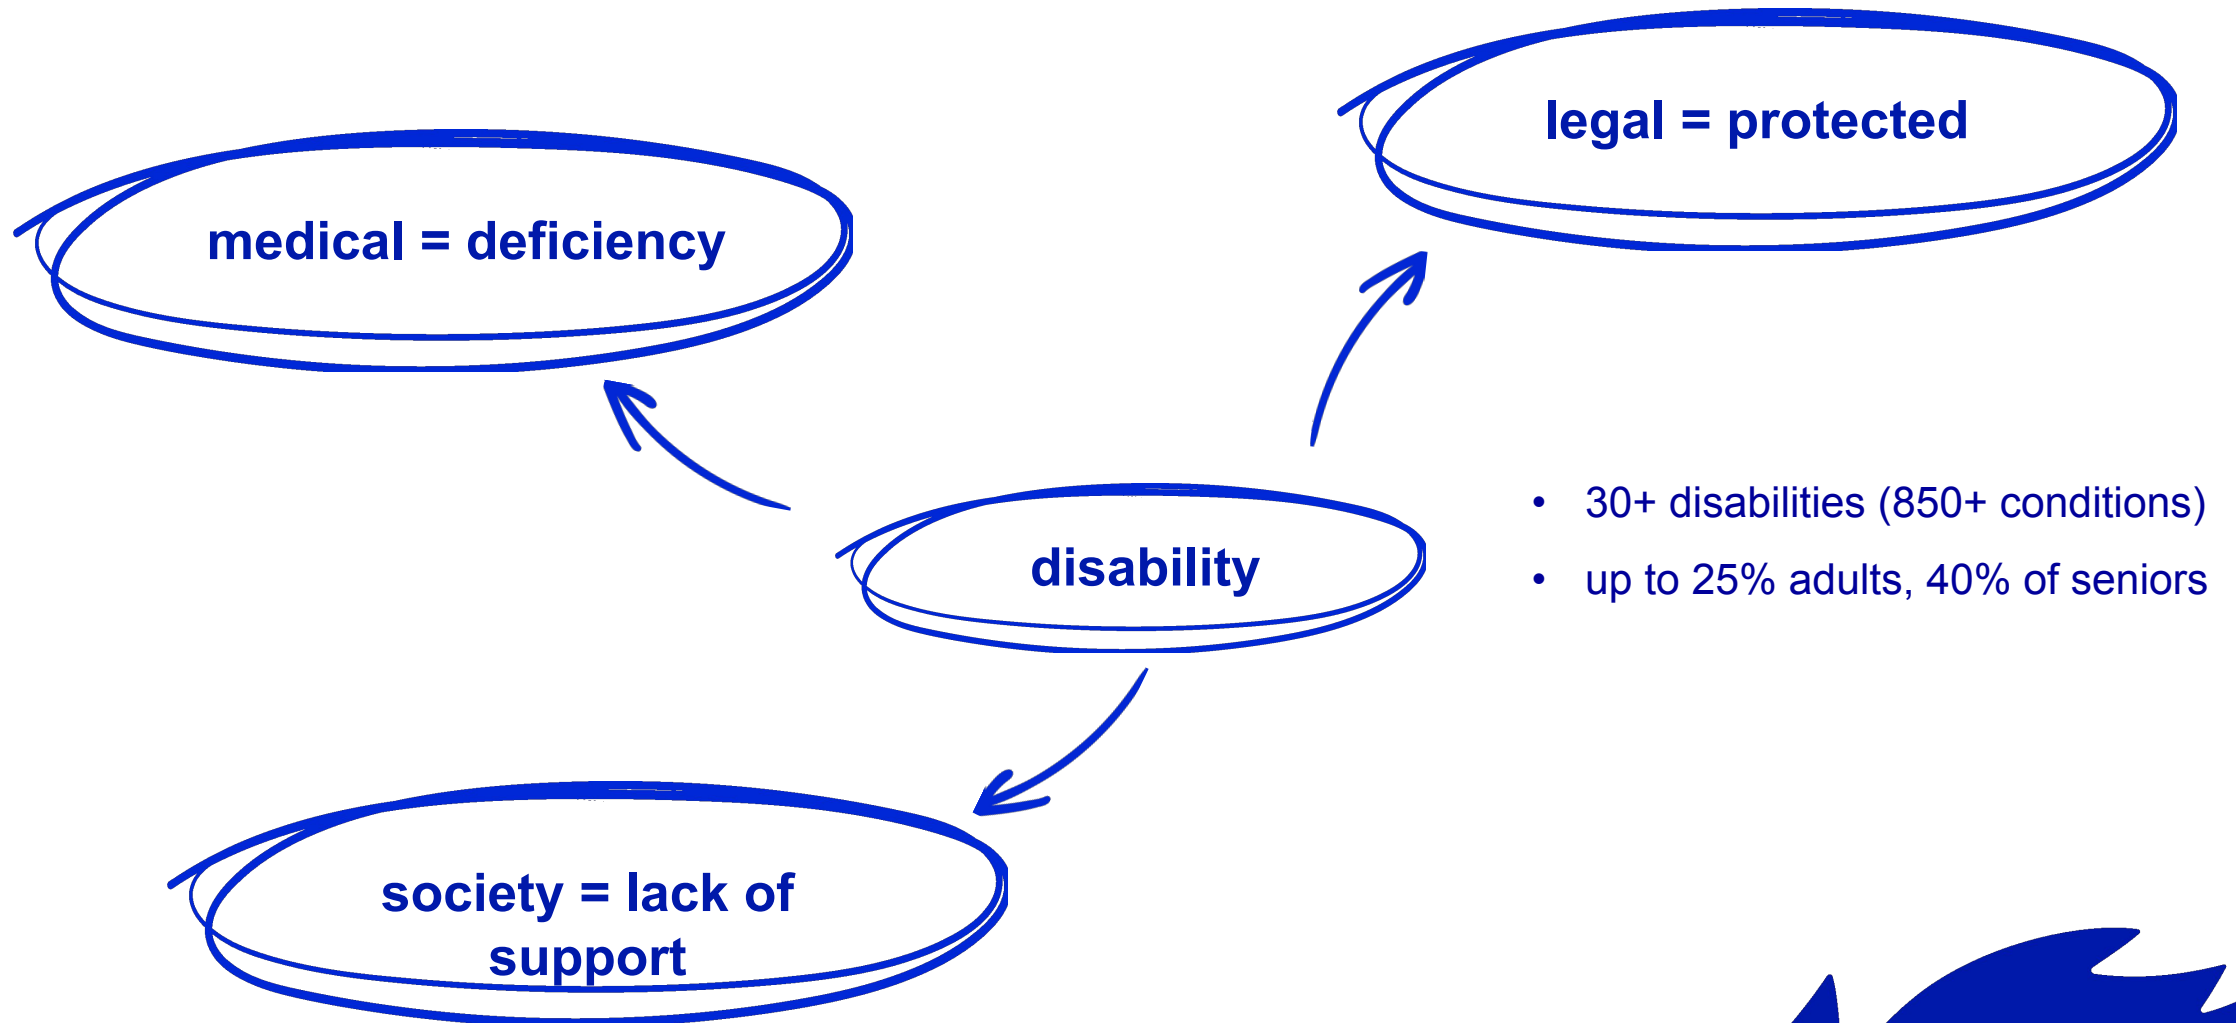 legal = protected
medical = deficiency
• 30+ disabilities (850+ conditions)
disability
• up to 25% adults, 40% of seniors
society = lack of
support